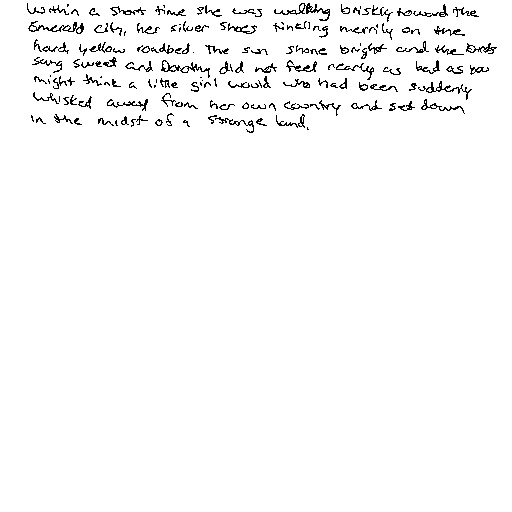 Within a short time she was walking briskly toward the
Emerald City, her silver shoes tinkling merrily on the
hard, yellow roadbed. The sun shone bright and the birds
sang sweet and Dorothy did not feel nearly as bad as you
might think a little girl would who had been suddenly
whisked away from her own country and set down
in the midst of a strange land.